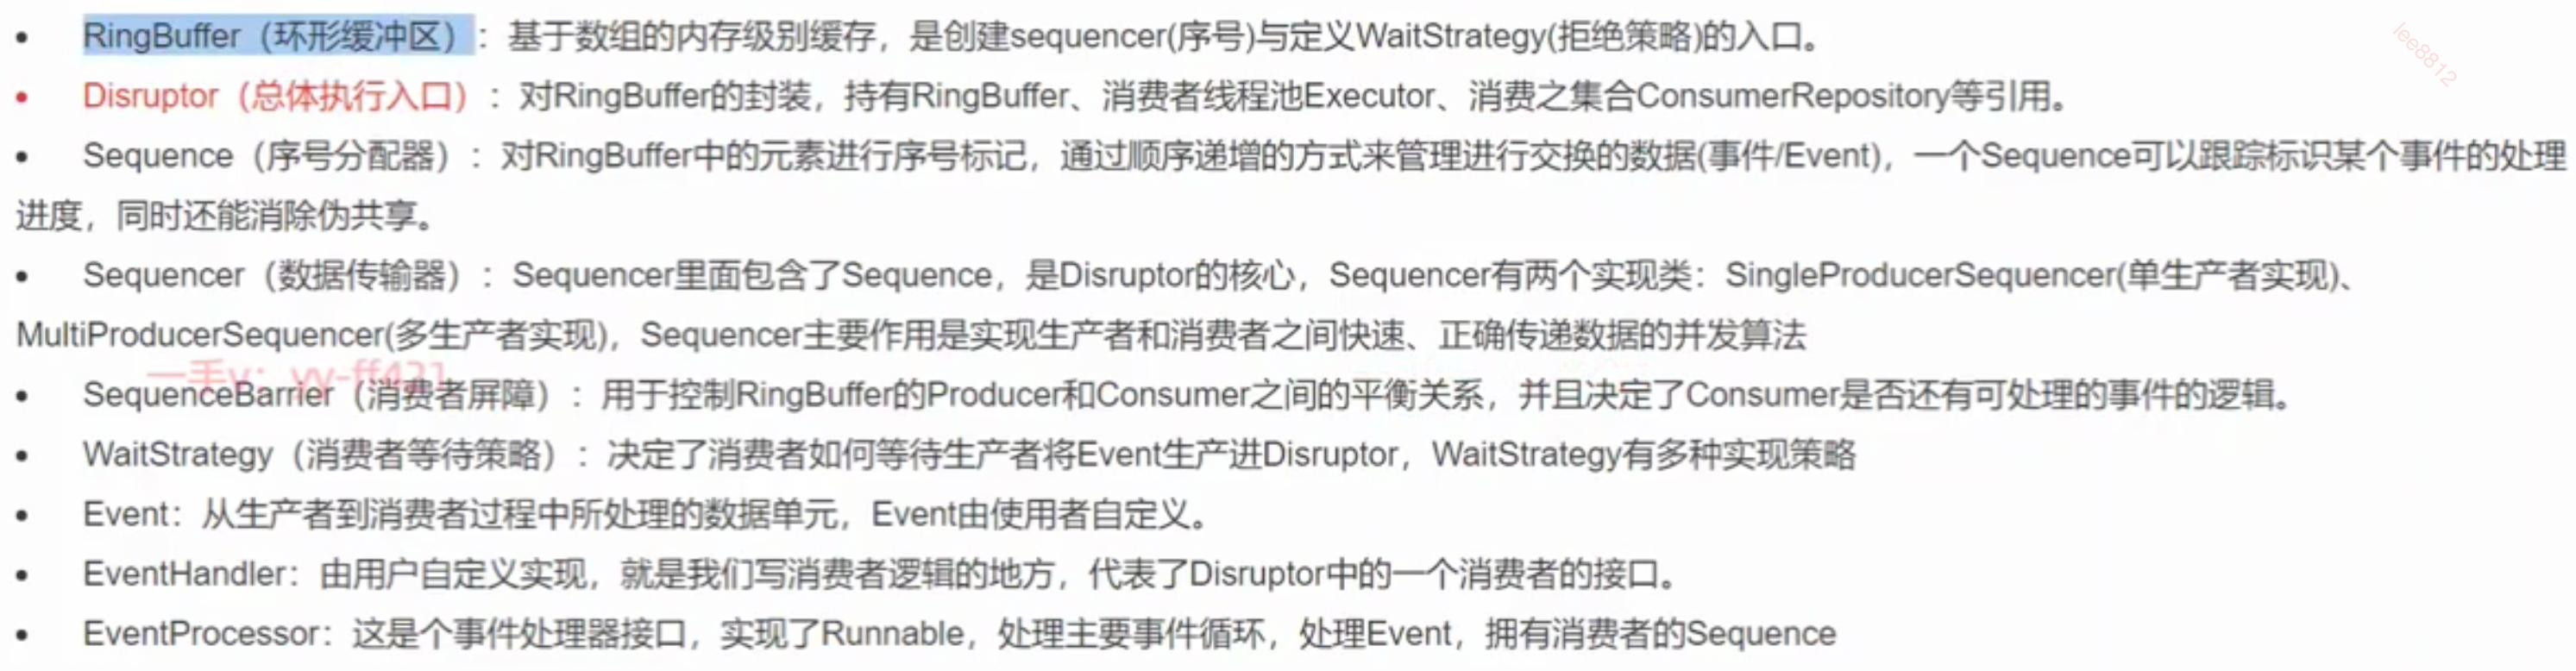 • RingBuffer（环形缓冲区）：基于数组的内存级别缓存，是创建sequencer(序号)与定义WaitStrategy(拒绝策略)的入口。
lee8812
• Disruptor（总体执行入口）：对RingBuffer的封装，持有RingBuffer、消费者线程池Executor、消费之集合ConsumerRepository等引用。
• Sequence（序号分配器）：对RingBuffer中的元素进行序号标记，通过顺序递增的方式来管理进行交换的数据(事件/Event)，一个Sequence可以跟踪标识某个事件的处理
进度，同时还能消除伪共享。
• Sequencer（数据传输器）：Sequencer里面包含了Sequence，是Disruptor的核心，Sequencer有两个实现类：SingleProducerSequencer(单生产者实现)、
MultiProducerSequencer(多生产者实现)，Sequencer主要作用是实现生产者和消费者之间快速、正确传递数据的并发算法
一手v：yy-ff421
• SequenceBarrier（消费者屏障）：用于控制RingBuffer的Producer和Consumer之间的平衡关系，并且决定了Consumer是否还有可处理的事件的逻辑。
• WaitStrategy（消费者等待策略）：决定了消费者如何等待生产者将Event生产进Disruptor，WaitStrategy有多种实现策略
• Event：从生产者到消费者过程中所处理的数据单元，Event由使用者自定义。
• EventHandler：由用户自定义实现，就是我们写消费者逻辑的地方，代表了Disruptor中的一个消费者的接口。
• EventProcessor：这是个事件处理器接口，实现了Runnable，处理主要事件循环，处理Event，拥有消费者的Sequence